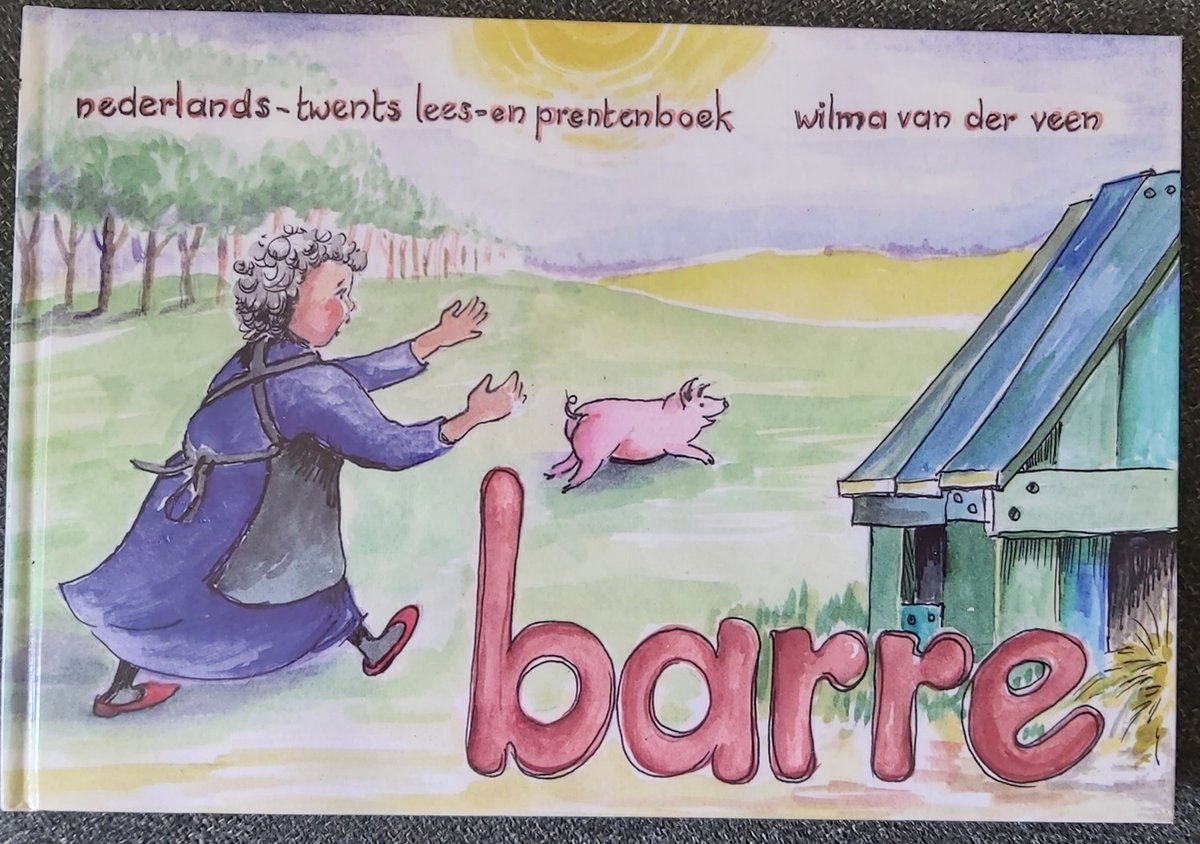 nederlands-twents lees-en prentenboek wilma van der veen
barre